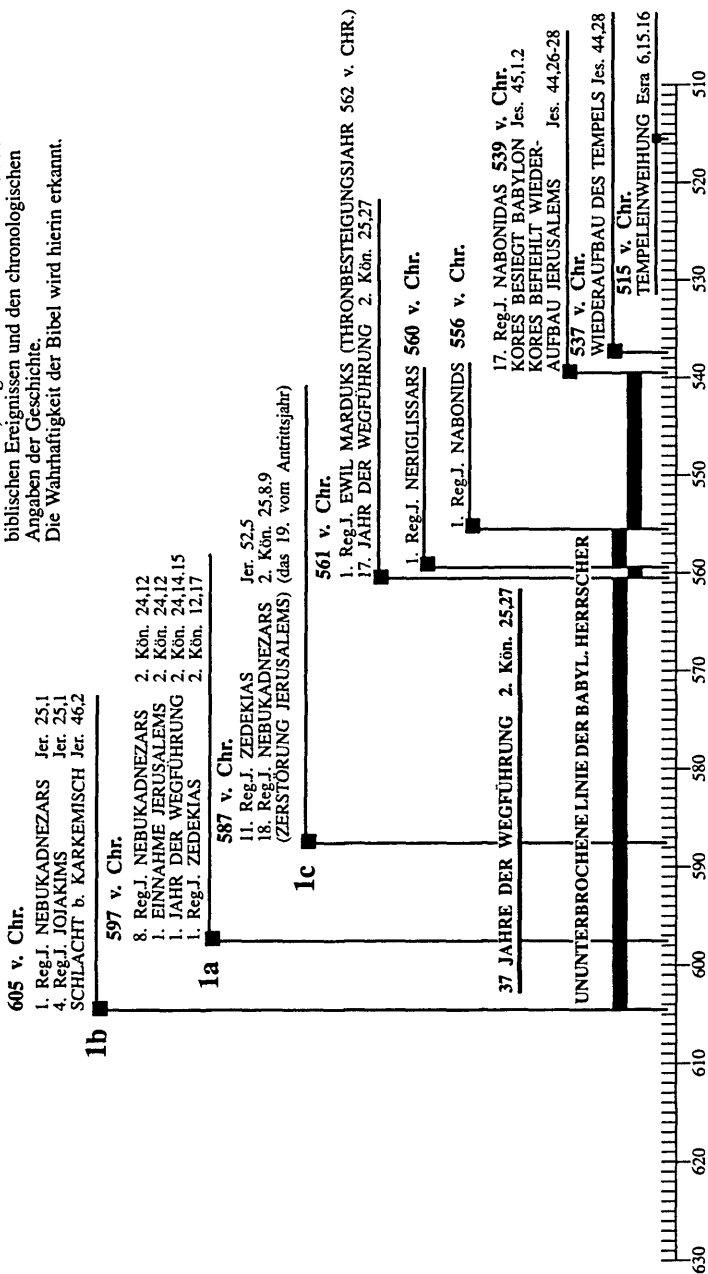 biblischen Ereignissen und den chronologischen
Angaben der Geschichte.
Die Wahrhaftigkeit der Bibel wird hierin erkannt.
605 v. Chr.
1. Reg.J. NEBUKADNEZARS Jer. 25,1
4. Reg.J. JOJAKIMS Jer. 25,1
SCHLACHT b. KARKEMISCH Jer. 46,2
1b
597 v. Chr.
8. Reg.J. NEBUKADNEZARS 2. Kön. 24,12
1. EINNAHME JERUSALEMS 2. Kön. 24,12
1. JAHR DER WEGFÜHRUNG 2. Kön. 24,14.15
1. Reg.J. ZEDEKIAS 2. Kön. 12,17
1a
587 v. Chr.
11. Reg.J. ZEDEKIAS Jer. 52,5
18. Reg.J. NEBUKADNEZARS 2. Kön. 25,8.9
(ZERSTÖRUNG JERUSALEMS) (das 19. vom Antrittsjahr)
1c
561 v. Chr.
1. Reg.J. EWIL MARDUKS (THRONBESTEIGUNGSJAHR 562 v. CHR.)
17. JAHR DER WEGFÜHRUNG 2. Kön. 25,27
1. Reg.J. NERIGLISSARS 560 v. Chr.
1. Reg.J. NABONIDS 556 v. Chr.
37 JAHRE DER WEGFÜHRUNG 2. Kön. 25,27
17. Reg.J. NABONIDAS 539 v. Chr.
KORES BESIEGT BABYLON Jes. 45,1.2
KORES BEFIEHLT WIEDER-
AUFBAU JERUSALEMS Jes. 44,26-28
537 v. Chr.
WIEDERAUFBAU DES TEMPELS Jes. 44,28
UNUNTERBROCHENE LINIE DER BABYL. HERRSCHER
515 v. Chr.
TEMPELEINWEIHUNG Esra 6,15.16
630 620 610 600 590 580 570 560 550 540 530 520 510